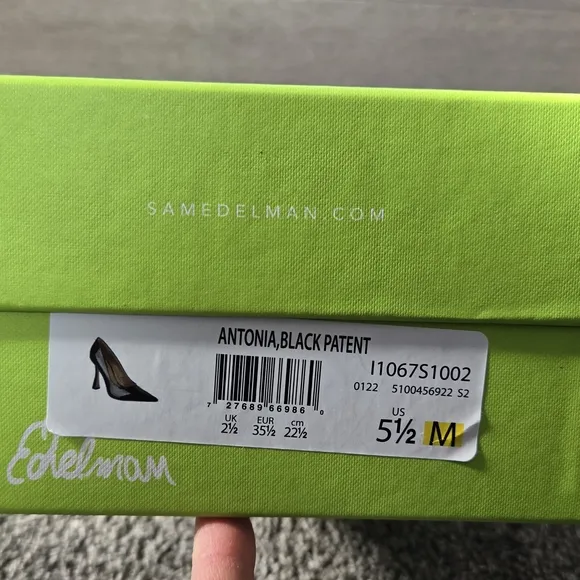 SAMEDELMAN.COM
ANTONIA,BLACK PATENT
I1067S1002
0122 5100456922 S2
7 27689 66986 0
UK EUR cm
2½ 35½ 22½
US
5½ M
Edelman